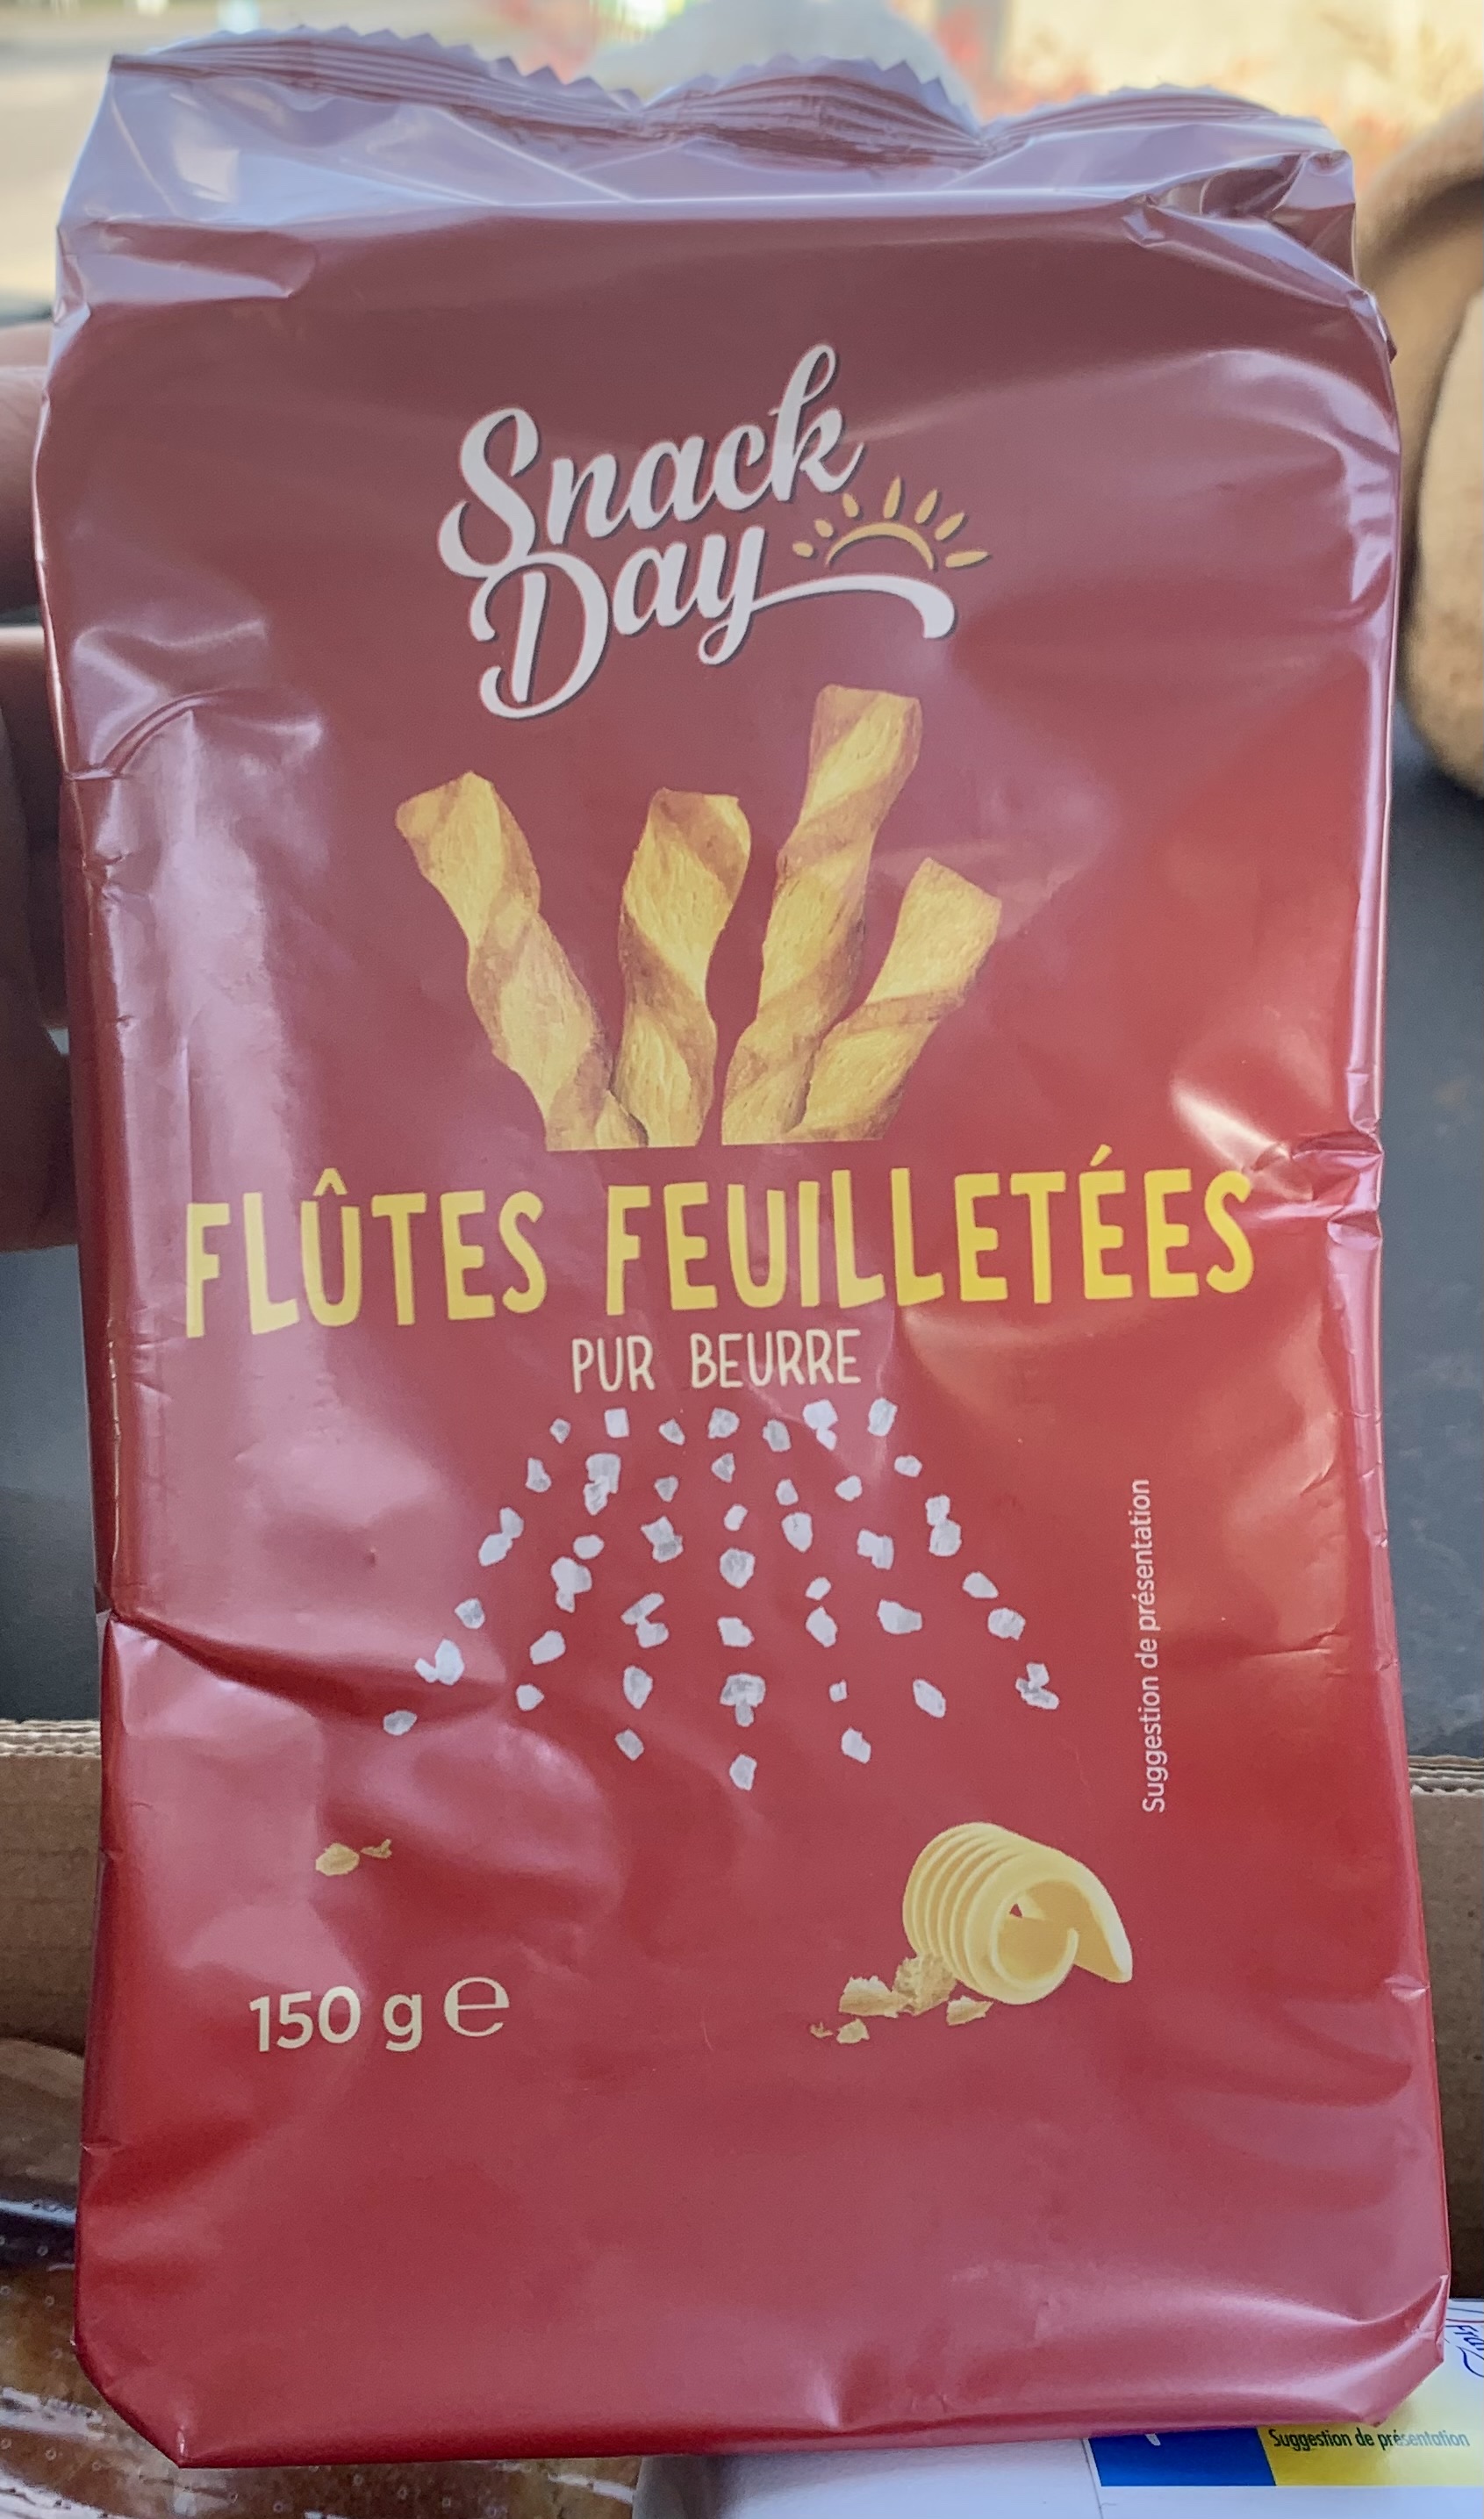 Snack
Day
FLÛTES FEUILLETÉES
PUR BEURRE
Suggestion de présentation
150 g e
Suggestion de présentation